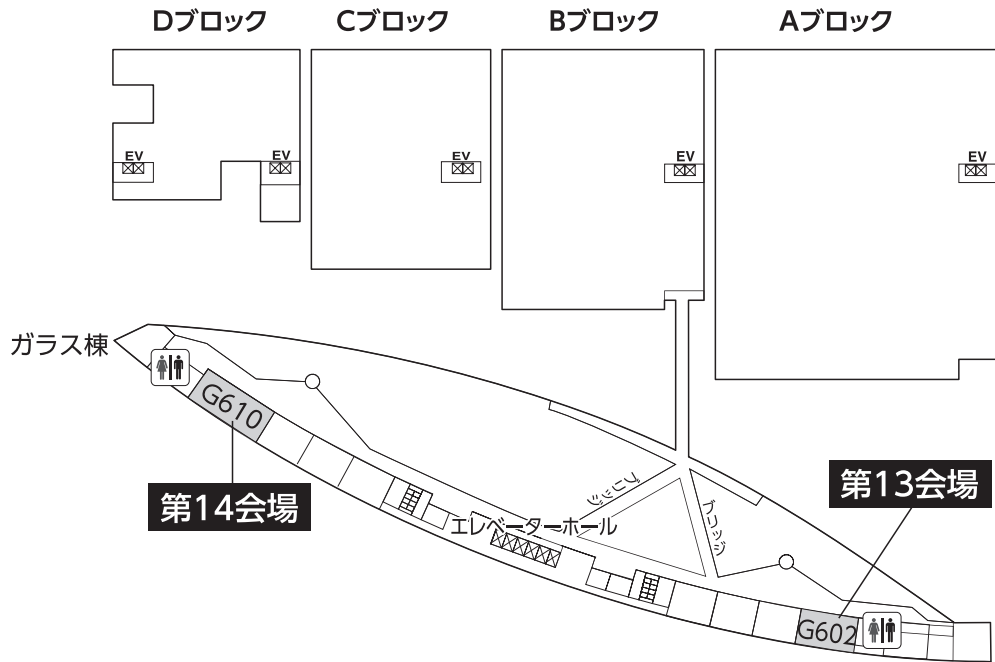 Dブロック
Cブロック
Bブロック
Aブロック
EV
EV
EV
EV
EV
ガラス棟
G610
第14会場
ブリッジ
ブリッジ
エレベーターホール
第13会場
G602